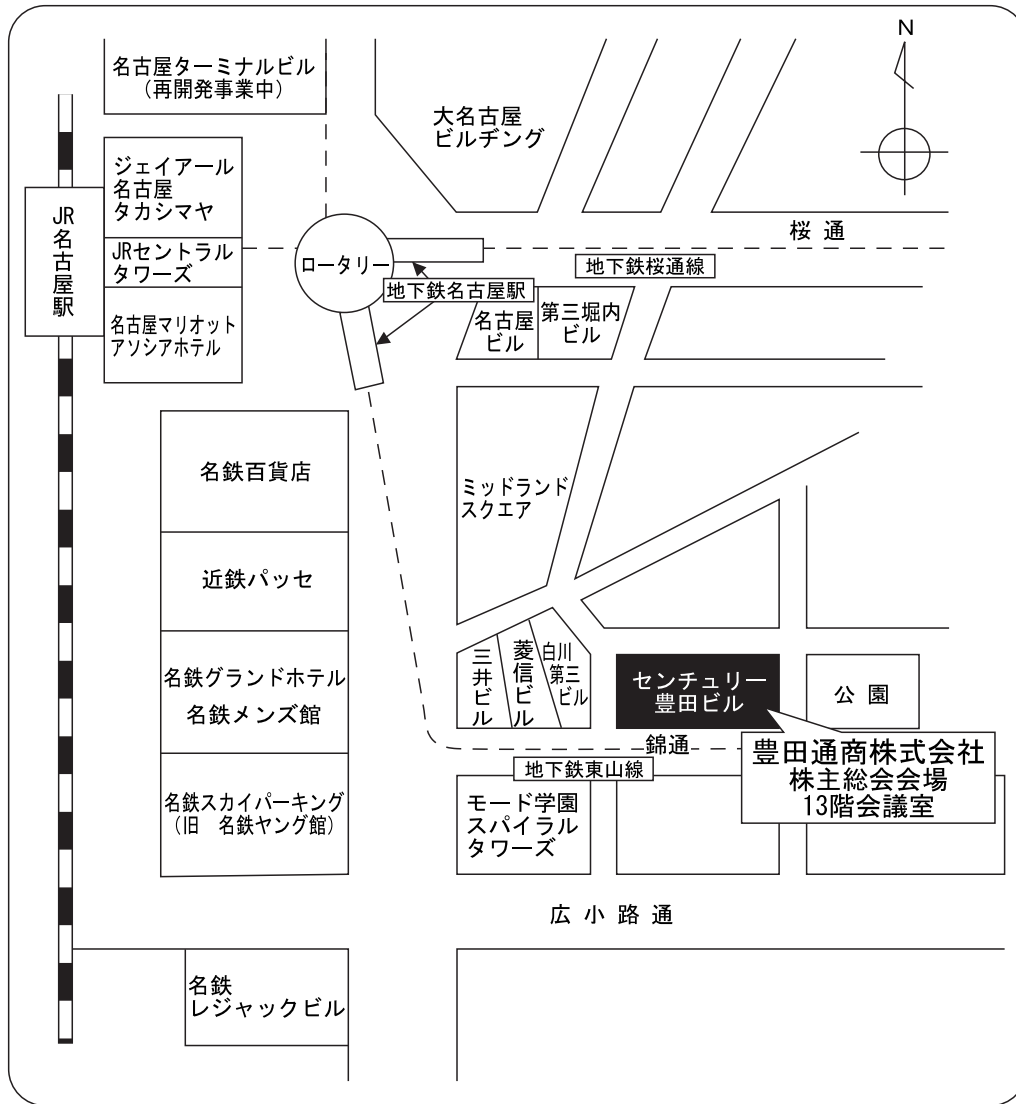 N
名古屋ターミナルビル
（再開発事業中）
大名古屋
ビルヂング
ジェイアール
名古屋
タカシマヤ
JR名古屋駅
JRセントラル
タワーズ
名古屋マリオット
アソシアホテル
ロータリー
桜通
地下鉄桜通線
地下鉄名古屋駅
名古屋
ビル
第三堀内
ビル
名鉄百貨店
ミッドランド
スクエア
近鉄パッセ
名鉄グランドホテル
名鉄メンズ館
三井ビル
菱信ビル
白川
第三
ビル
センチュリー
豊田ビル
公園
錦通
地下鉄東山線
豊田通商株式会社
株主総会会場
13階会議室
名鉄スカイパーキング
（旧　名鉄ヤング館）
モード学園
スパイラル
タワーズ
広小路通
名鉄
レジャックビル